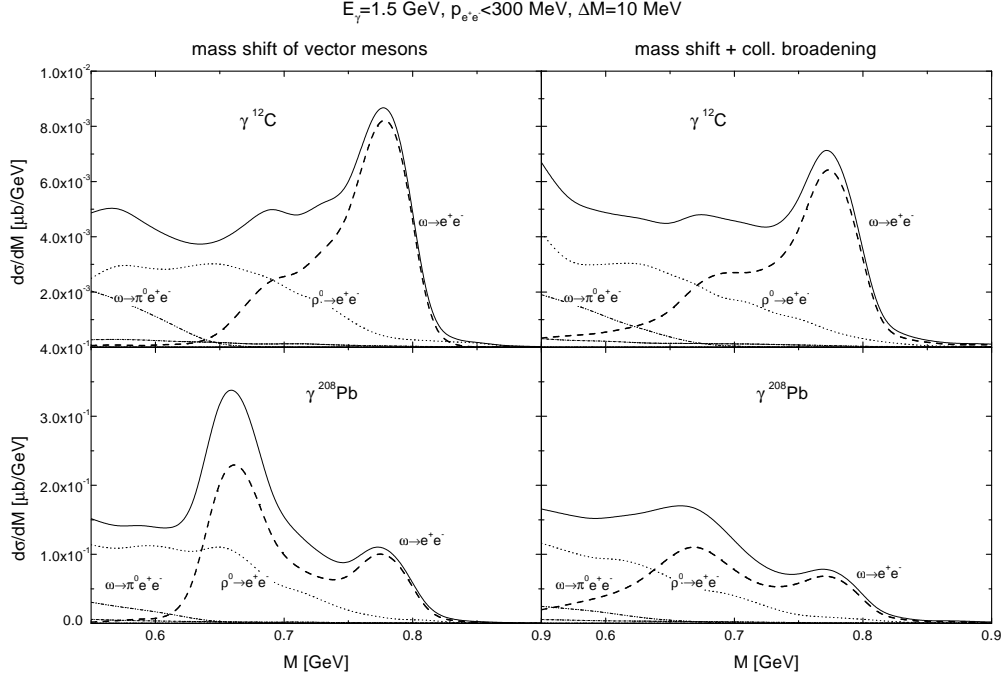 E_γ=1.5 GeV, p_e⁺e⁻<300 MeV, ΔM=10 MeV
mass shift of vector mesons
mass shift + coll. broadening
1.0x10⁻²
8.0x10⁻³
6.0x10⁻³
4.0x10⁻³
2.0x10⁻³
4.0x10⁻¹
3.0x10⁻¹
2.0x10⁻¹
1.0x10⁻¹
0.0
dσ/dM [μb/GeV]
dσ/dM [μb/GeV]
γ ¹²C
ω→e⁺e⁻
ρ⁰→e⁺e⁻
ω→π⁰e⁺e⁻
γ ¹²C
ω→e⁺e⁻
ρ⁰→e⁺e⁻
ω→π⁰e⁺e⁻
γ ²⁰⁸Pb
ω→e⁺e⁻
ρ⁰→e⁺e⁻
ω→π⁰e⁺e⁻
γ ²⁰⁸Pb
ω→e⁺e⁻
ρ⁰→e⁺e⁻
ω→π⁰e⁺e⁻
0.6 0.7 0.8 0.9 0.6 0.7 0.8 0.9
M [GeV] M [GeV]